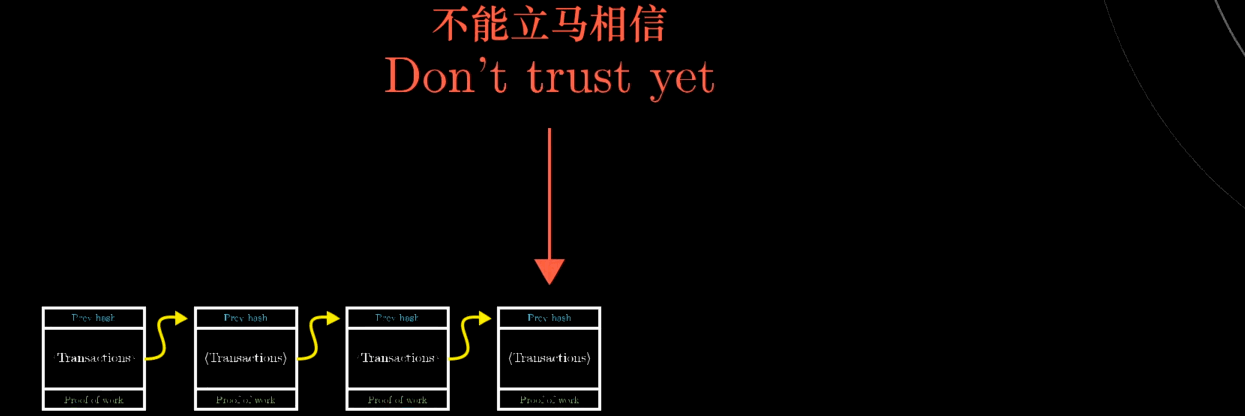 不能立马相信
Don't trust yet
Prev hash
Prev hash
Prev hash
Prev hash
⟨Transactions⟩
⟨Transactions⟩
⟨Transactions⟩
⟨Transactions⟩
Proof of work
Proof of work
Proof of work
Proof of work